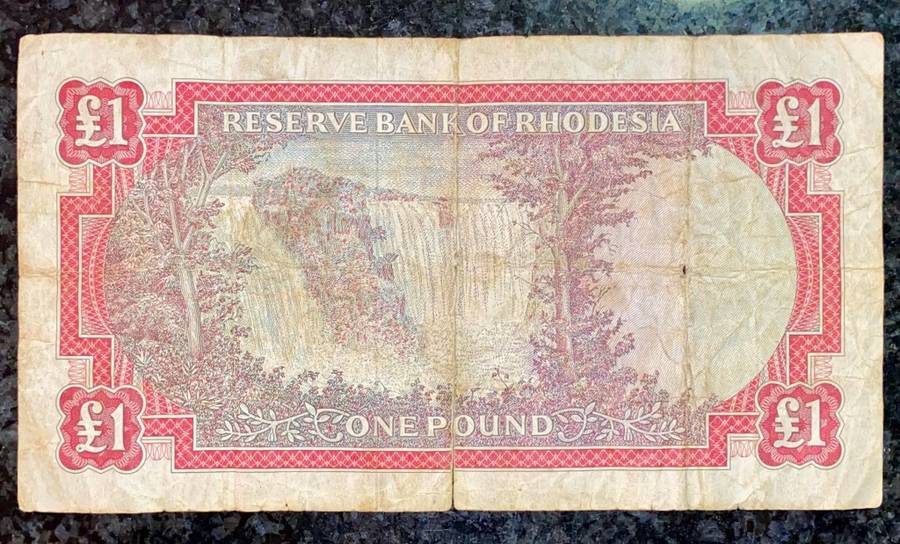 £1 £1
RESERVE BANK OF RHODESIA
£1 ONE POUND £1